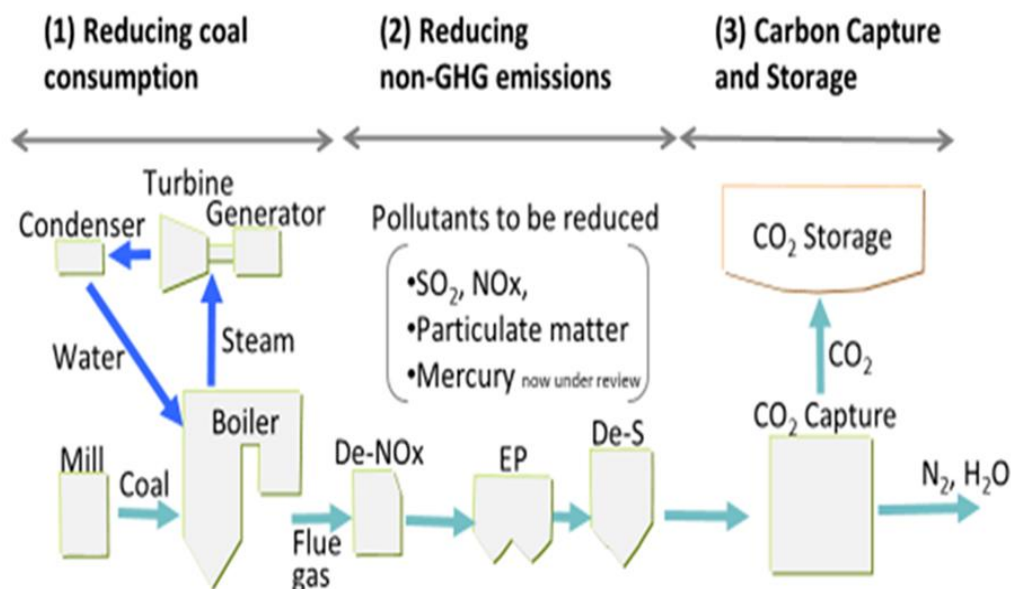 (1) Reducing coal
consumption
(2) Reducing
non-GHG emissions
(3) Carbon Capture
and Storage
Turbine
Generator
Condenser
Water
Steam
Boiler
Mill
Coal
Flue
gas
Pollutants to be reduced
•SO₂, NOx,
•Particulate matter
•Mercury now under review
De-NOx
EP
De-S
CO₂ Storage
CO₂
CO₂ Capture
N₂, H₂O